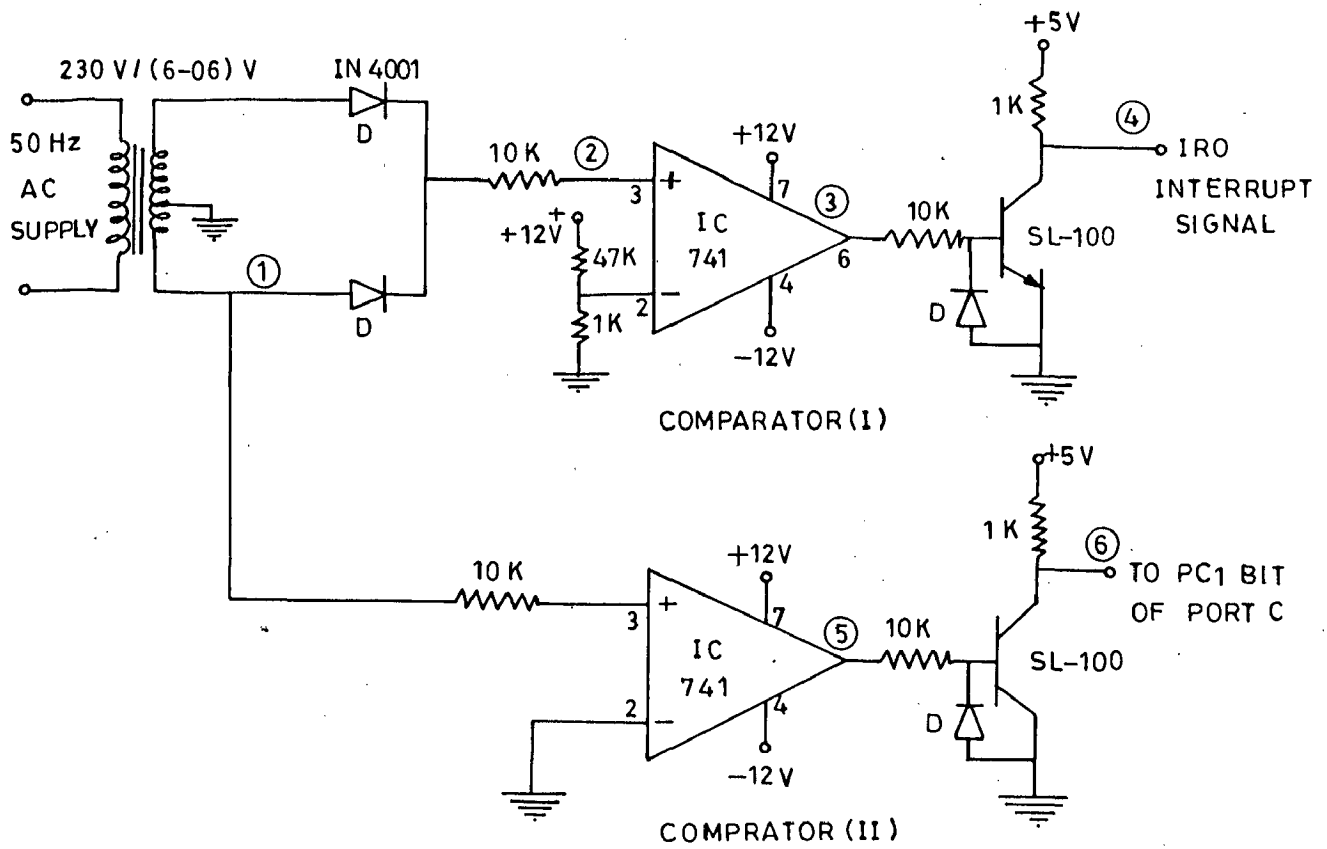 230 V / (6-06) V
IN 4001
D
50 Hz
AC
SUPPLY
1
D
10 K
2
+
+12V
47K
1K
3
+
2
−
IC
741
+12V
7
4
−12V
3
6
10K
D
+5V
1K
4
IRO
INTERRUPT
SIGNAL
SL-100
COMPARATOR (I)
10 K
3
+
2
−
IC
741
+12V
7
4
−12V
5
10K
D
+5V
1 K
6
TO PC1 BIT
OF PORT C
SL-100
COMPRATOR (II)